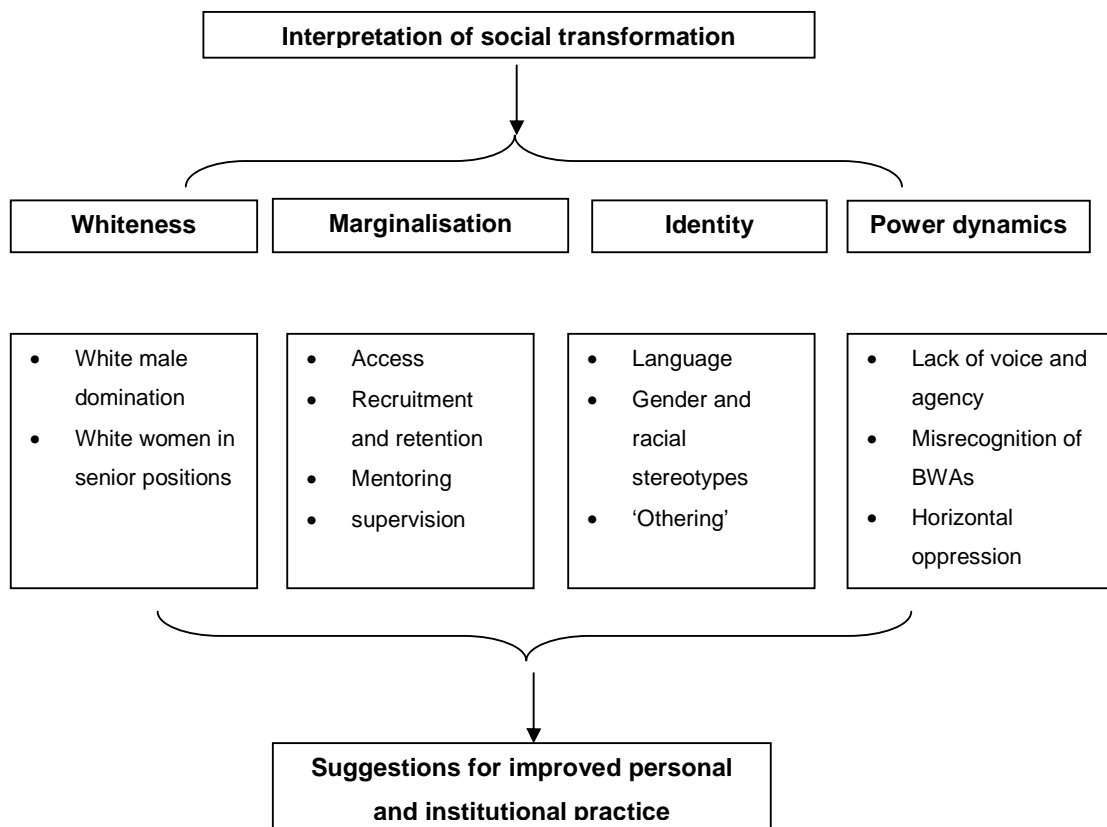 Interpretation of social transformation
Whiteness
Marginalisation
Identity
Power dynamics
• White male
domination
• White women in
senior positions
• Access
• Recruitment
and retention
• Mentoring
• supervision
• Language
• Gender and
racial
stereotypes
• ‘Othering’
• Lack of voice and
agency
• Misrecognition of
BWAs
• Horizontal
oppression
Suggestions for improved personal
and institutional practice